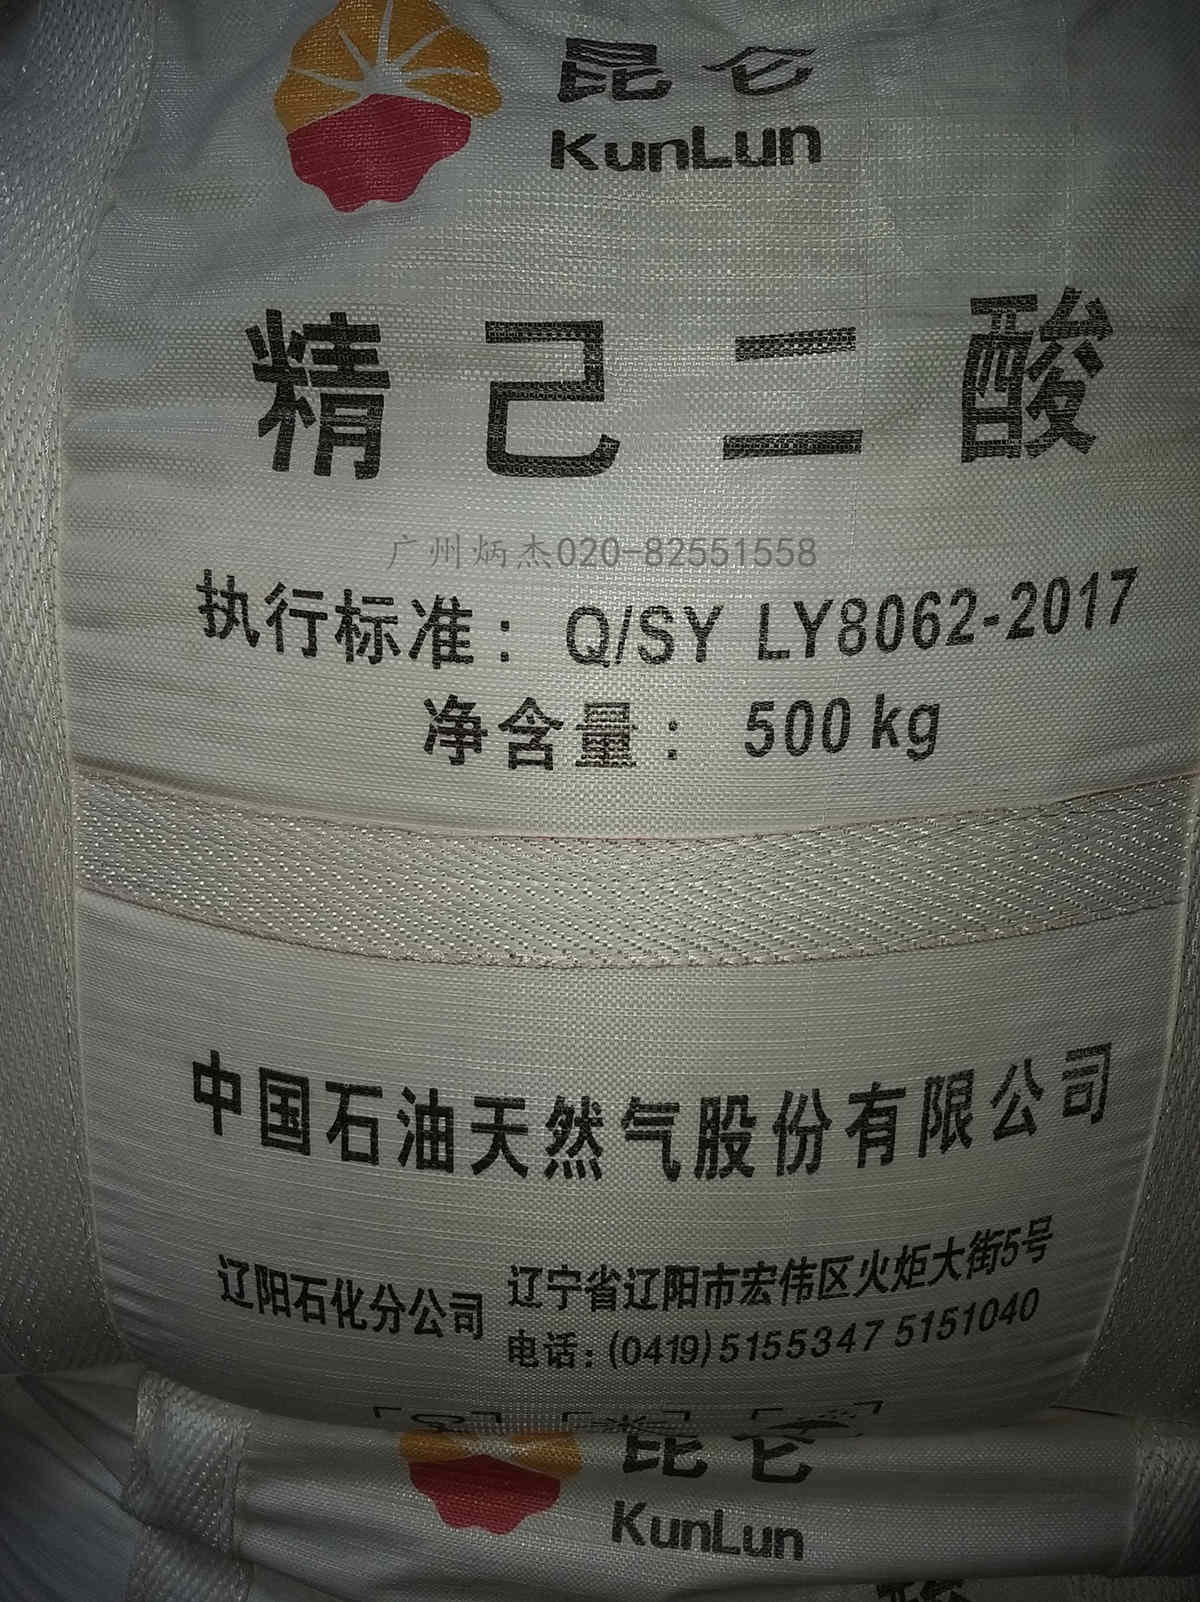 昆仑
KunLun
精己二酸
广州炳杰020-82551558
执行标准：Q/SY LY8062-2017
净含量：500kg
中国石油天然气股份有限公司
辽阳石化分公司
辽宁省辽阳市宏伟区火炬大街5号
电话：(0419)5155347 5151040
昆仑
KunLun